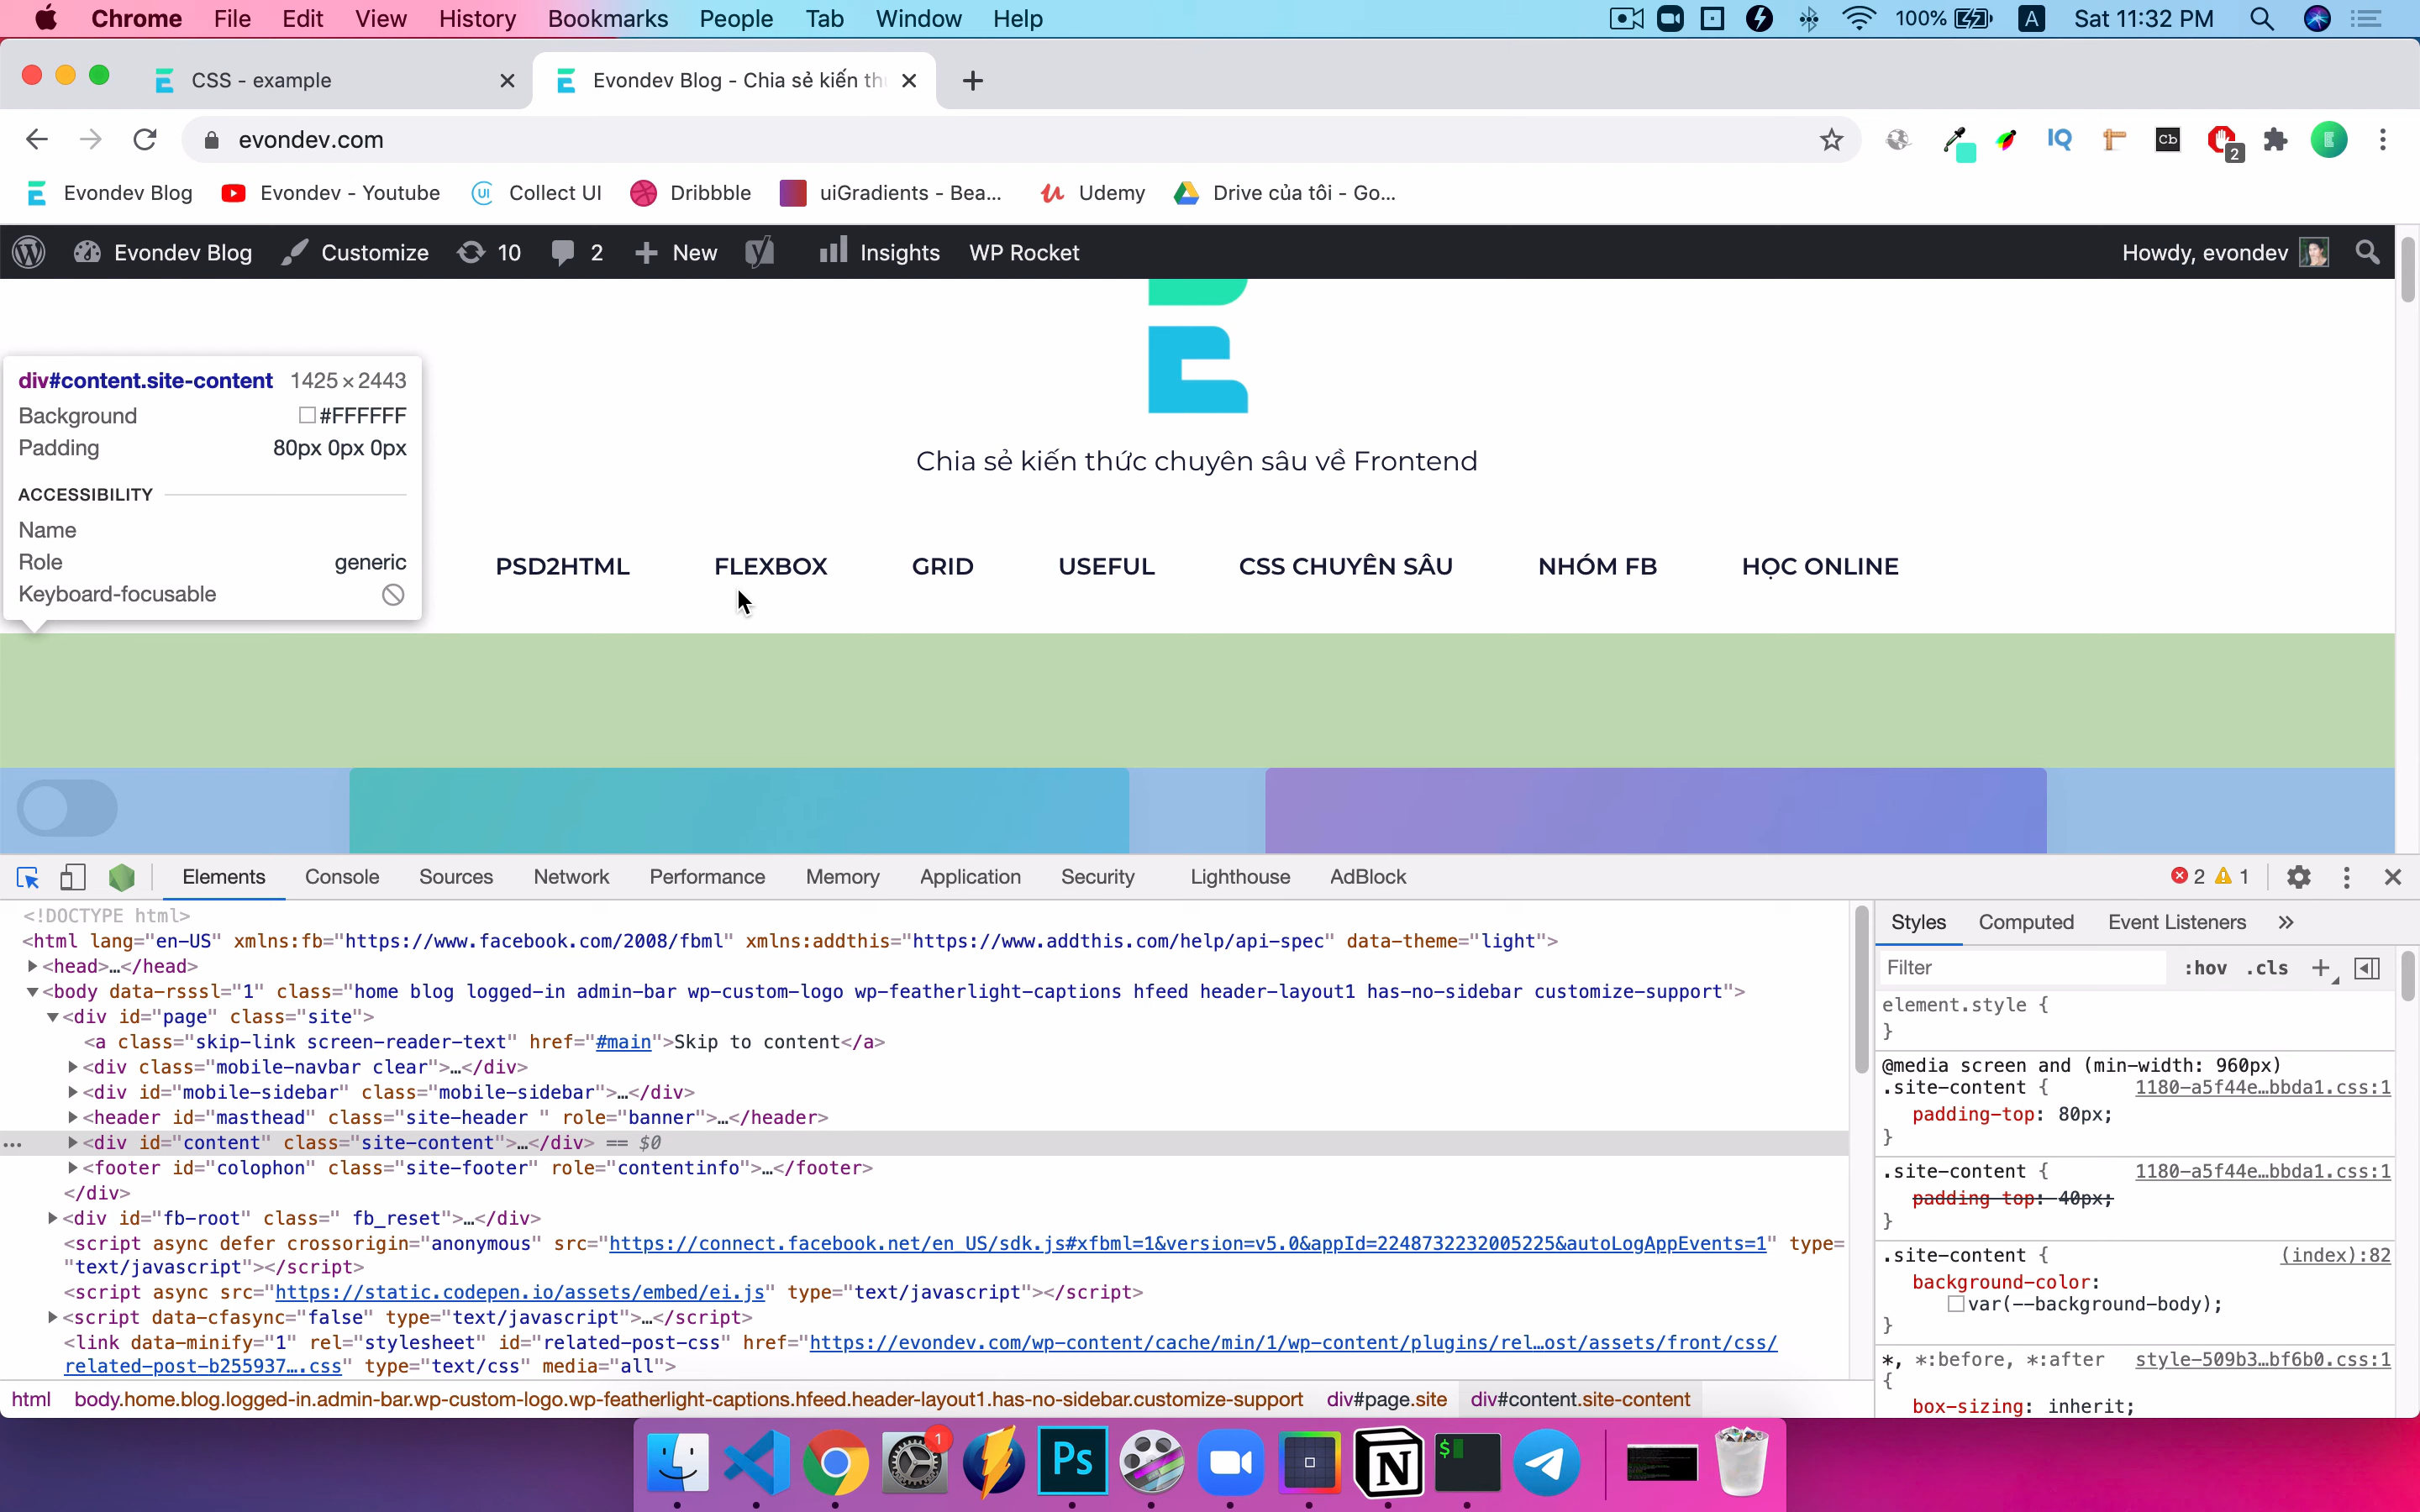 Chrome File Edit View History Bookmarks People Tab Window Help 100% A Sat 11:32 PM
CSS - example Evondev Blog - Chia sẻ kiến th
evondev.com IQ Cb 2 E
Evondev Blog Evondev - Youtube UI Collect UI Dribbble uiGradients - Bea... Udemy Drive của tôi - Go...
Evondev Blog Customize 10 2 New Insights WP Rocket Howdy, evondev
div#content.site-content 1425 × 2443
Background #FFFFFF
Padding 80px 0px 0px
ACCESSIBILITY
Name
Role generic
Keyboard-focusable
Chia sẻ kiến thức chuyên sâu về Frontend
PSD2HTML FLEXBOX GRID USEFUL CSS CHUYÊN SÂU NHÓM FB HỌC ONLINE
Elements Console Sources Network Performance Memory Application Security Lighthouse AdBlock 2 1
<!DOCTYPE html>
<html lang="en-US" xmlns:fb="https://www.facebook.com/2008/fbml" xmlns:addthis="https://www.addthis.com/help/api-spec" data-theme="light">
<head>…</head>
<body data-rsssl="1" class="home blog logged-in admin-bar wp-custom-logo wp-featherlight-captions hfeed header-layout1 has-no-sidebar customize-support">
<div id="page" class="site">
<a class="skip-link screen-reader-text" href="#main">Skip to content</a>
<div class="mobile-navbar clear">…</div>
<div id="mobile-sidebar" class="mobile-sidebar">…</div>
<header id="masthead" class="site-header " role="banner">…</header>
… <div id="content" class="site-content">…</div> == $0
<footer id="colophon" class="site-footer" role="contentinfo">…</footer>
</div>
<div id="fb-root" class=" fb_reset">…</div>
<script async defer crossorigin="anonymous" src="https://connect.facebook.net/en_US/sdk.js#xfbml=1&version=v5.0&appId=2248732232005225&autoLogAppEvents=1" type=
"text/javascript"></script>
<script async src="https://static.codepen.io/assets/embed/ei.js" type="text/javascript"></script>
<script data-cfasync="false" type="text/javascript">…</script>
<link data-minify="1" rel="stylesheet" id="related-post-css" href="https://evondev.com/wp-content/cache/min/1/wp-content/plugins/rel…ost/assets/front/css/
related-post-b255937….css" type="text/css" media="all">
html body.home.blog.logged-in.admin-bar.wp-custom-logo.wp-featherlight-captions.hfeed.header-layout1.has-no-sidebar.customize-support div#page.site div#content.site-content
Styles Computed Event Listeners »
Filter :hov .cls +
element.style {
}
@media screen and (min-width: 960px)
.site-content { 1180-a5f44e…bbda1.css:1
padding-top: 80px;
}
.site-content { 1180-a5f44e…bbda1.css:1
padding-top: 40px;
}
.site-content { (index):82
background-color:
var(--background-body);
}
*, *:before, *:after style-509b3…bf6b0.css:1
{
box-sizing: inherit;
1 Ps N $